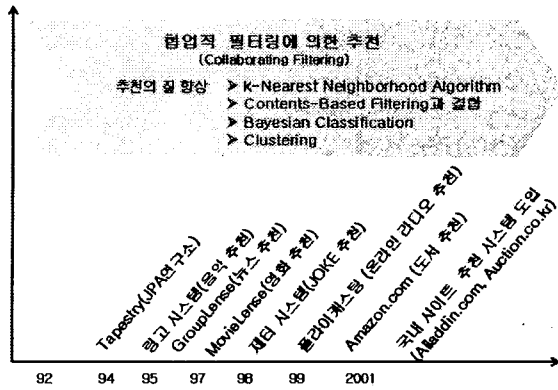 협업적 필터링에 의한 추천
(Collaborating Filtering)
추천의 질 향상
➤ K-Nearest Neighborhood Algorithm
➤ Contents-Based Filtering과 결합
➤ Bayesian Classification
➤ Clustering
Tapestry(JPA연구소)
링고 시스템(음악 추천)
GroupLense(뉴스 추천)
MovieLense(영화 추천)
제터 시스템(JOKE 추천)
플라이캐스팅 (온라인 라디오 추천)
Amazon.com (도서 추천)
국내 사이트 추천 시스템 도입
(Alladdin.com, Auction.co.kr)
92 94 95 97 98 99 2001